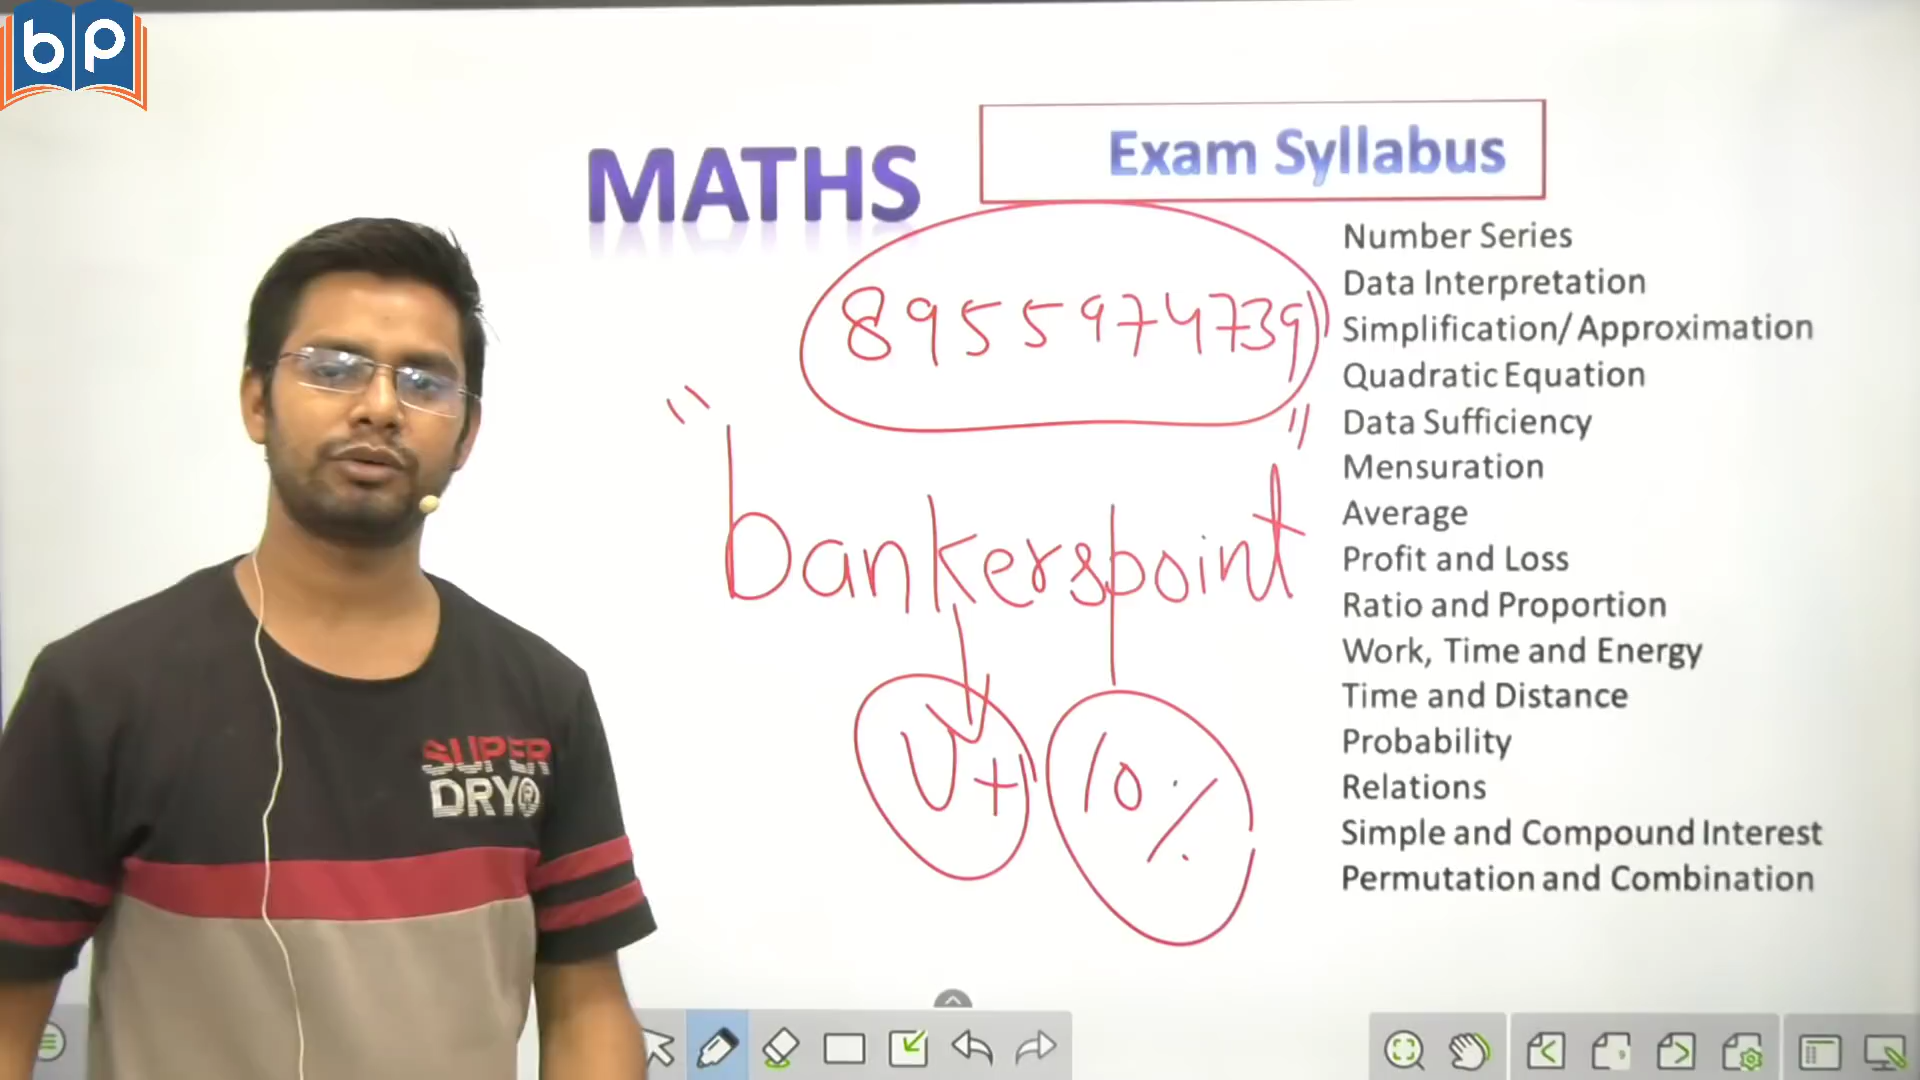 bp
MATHS
Exam Syllabus
8955974739
"bankerspoint"
V+
10%
Number Series
Data Interpretation
Simplification/Approximation
Quadratic Equation
Data Sufficiency
Mensuration
Average
Profit and Loss
Ratio and Proportion
Work, Time and Energy
Time and Distance
Probability
Relations
Simple and Compound Interest
Permutation and Combination
SUPER
DRY®
9